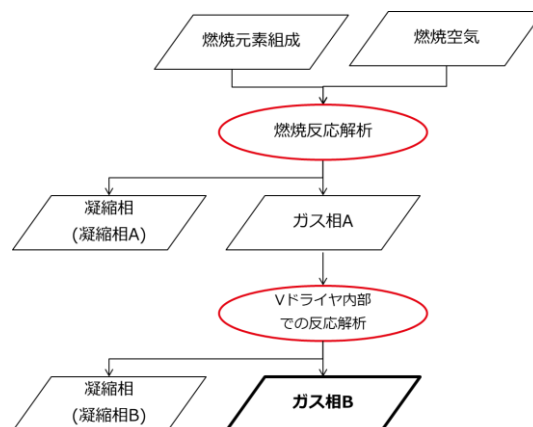 燃焼元素組成
燃焼空気
燃焼反応解析
凝縮相
(凝縮相A)
ガス相A
Vドライヤ内部
での反応解析
凝縮相
(凝縮相B)
ガス相B